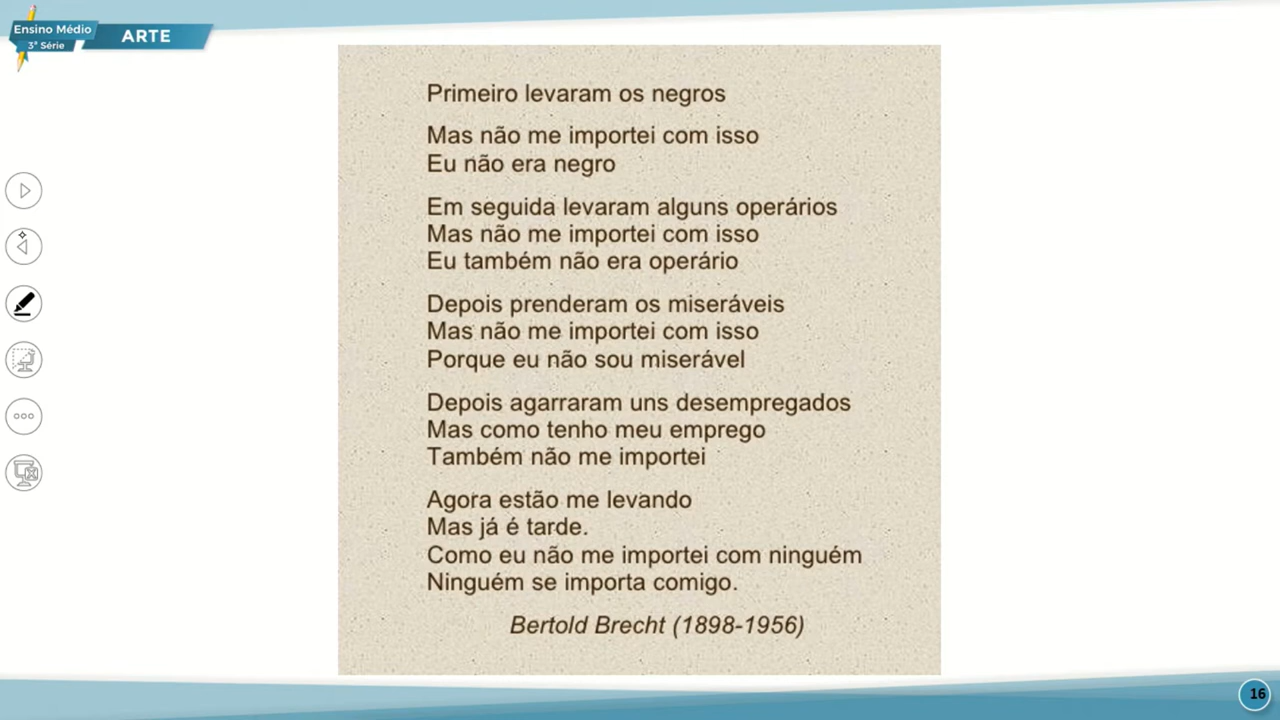 Ensino Médio
3ª Série
ARTE
Primeiro levaram os negros
Mas não me importei com isso
Eu não era negro
Em seguida levaram alguns operários
Mas não me importei com isso
Eu também não era operário
Depois prenderam os miseráveis
Mas não me importei com isso
Porque eu não sou miserável
Depois agarraram uns desempregados
Mas como tenho meu emprego
Também não me importei
Agora estão me levando
Mas já é tarde.
Como eu não me importei com ninguém
Ninguém se importa comigo.
Bertold Brecht (1898-1956)
16